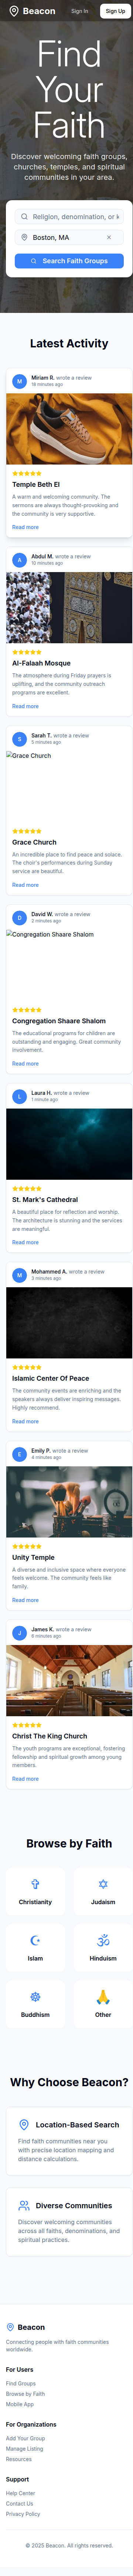 Beacon
Sign In
Sign Up
Find
Your
Faith
Discover welcoming faith groups,
churches, temples, and spiritual
communities in your area.
Religion, denomination, or
Boston, MA
Search Faith Groups
Latest Activity
M
Miriam R. wrote a review
18 minutes ago
Temple Beth El
A warm and welcoming community. The
sermons are always thought-provoking and
the community is very supportive.
Read more
A
Abdul M. wrote a review
10 minutes ago
Al-Falaah Mosque
The atmosphere during Friday prayers is
uplifting, and the community outreach
programs are excellent.
Read more
S
Sarah T. wrote a review
5 minutes ago
Grace Church
Grace Church
An incredible place to find peace and solace.
The choir's performances during Sunday
service are beautiful.
Read more
D
David W. wrote a review
2 minutes ago
Congregation Shaare Shalom
Congregation Shaare Shalom
The educational programs for children are
outstanding and engaging. Great community
involvement.
Read more
L
Laura H. wrote a review
1 minute ago
St. Mark's Cathedral
A beautiful place for reflection and worship.
The architecture is stunning and the services
are meaningful.
Read more
M
Mohammed A. wrote a review
3 minutes ago
Islamic Center Of Peace
The community events are enriching and the
speakers always deliver inspiring messages.
Highly recommend.
Read more
E
Emily P. wrote a review
4 minutes ago
Unity Temple
A diverse and inclusive space where everyone
feels welcome. The community feels like
family.
Read more
J
James K. wrote a review
6 minutes ago
Christ The King Church
The youth programs are exceptional, fostering
fellowship and spiritual growth among young
members.
Read more
Browse by Faith
Christianity
Judaism
Islam
Hinduism
Buddhism
Other
Why Choose Beacon?
Location-Based Search
Find faith communities near you
with precise location mapping and
distance calculations.
Diverse Communities
Discover welcoming communities
across all faiths, denominations, and
spiritual practices.
Beacon
Connecting people with faith communities
worldwide.
For Users
Find Groups
Browse by Faith
Mobile App
For Organizations
Add Your Group
Manage Listing
Resources
Support
Help Center
Contact Us
Privacy Policy
© 2025 Beacon. All rights reserved.